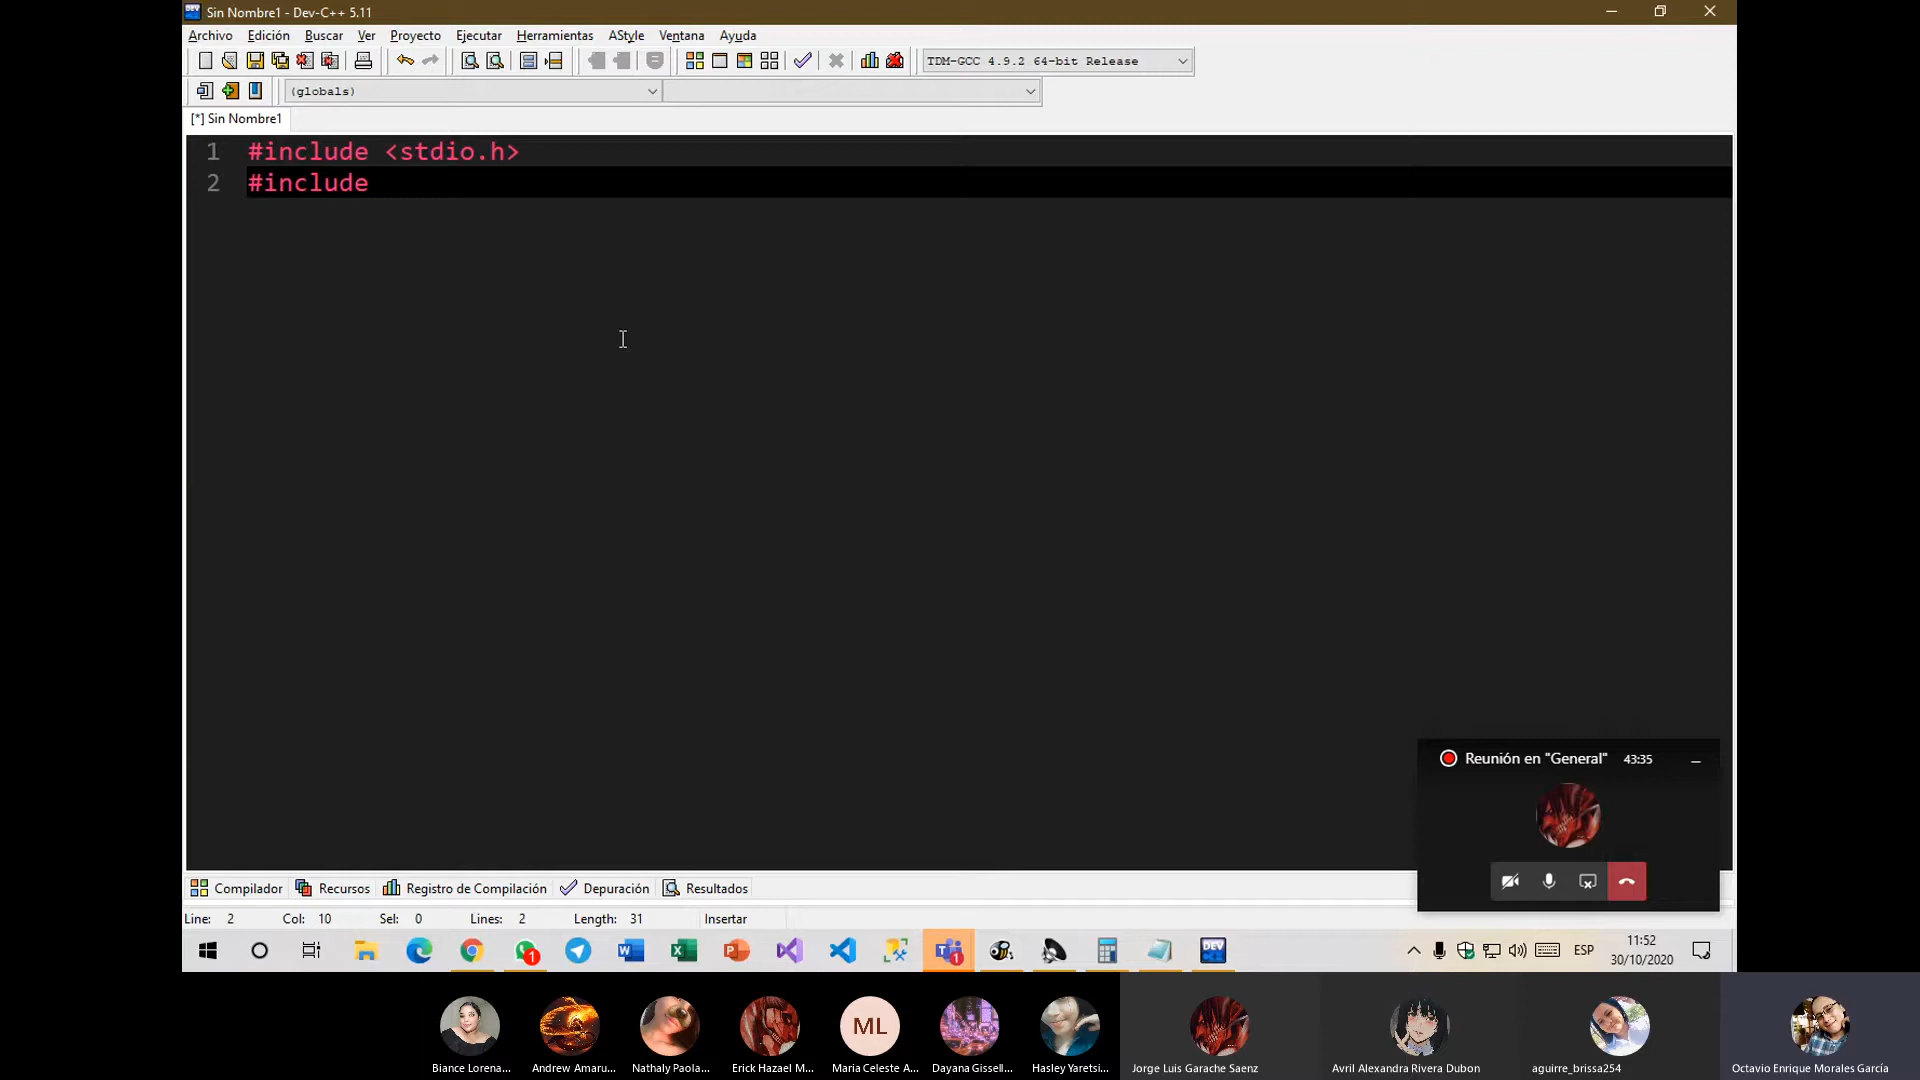 Sin Nombre1 - Dev-C++ 5.11
Archivo Edición Buscar Ver Proyecto Ejecutar Herramientas AStyle Ventana Ayuda
TDM-GCC 4.9.2 64-bit Release
(globals)
[*] Sin Nombre1
1 #include <stdio.h>
2 #include
Reunión en "General" 43:35
Compilador Recursos Registro de Compilación Depuración Resultados
Line: 2 Col: 10 Sel: 0 Lines: 2 Length: 31 Insertar
1 1 DEV C++ ESP 11:52
30/10/2020
ML
Biance Lorena... Andrew Amaru... Nathaly Paola... Erick Hazael M... Maria Celeste A... Dayana Gissell... Hasley Yaretsi... Jorge Luis Garache Saenz Avril Alexandra Rivera Dubon aguirre_brissa254 Octavio Enrique Morales García